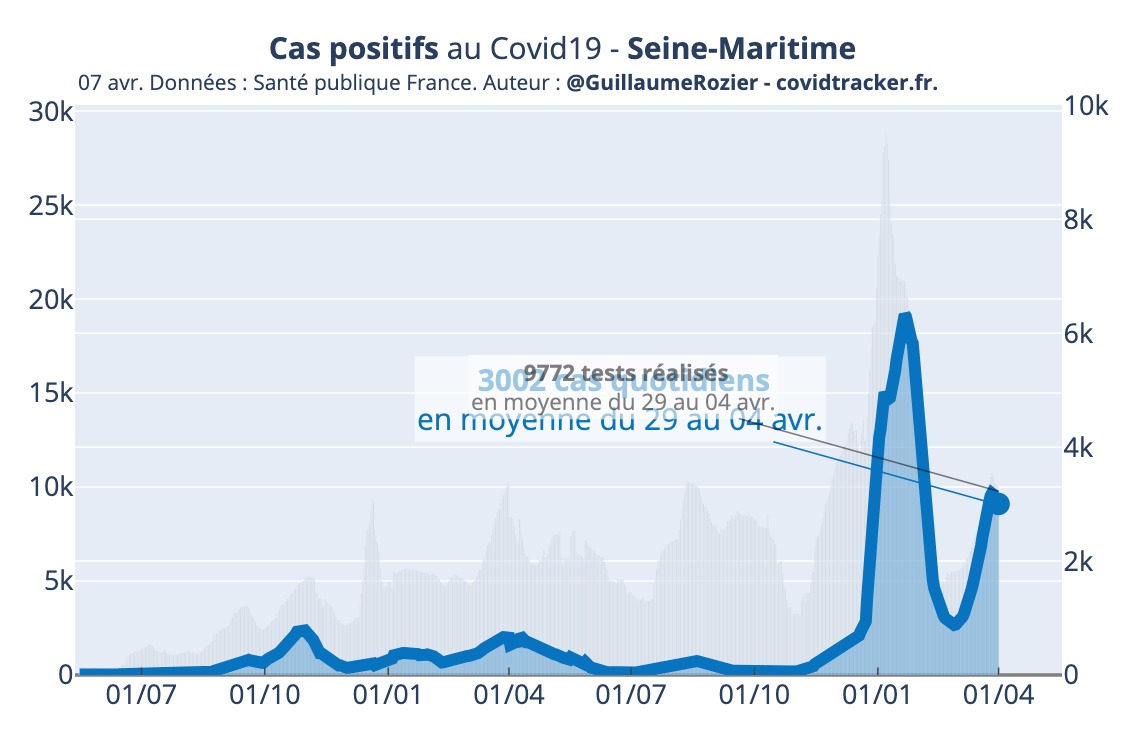 Cas positifs au Covid19 - Seine-Maritime
07 avr. Données : Santé publique France. Auteur : @GuillaumeRozier - covidtracker.fr.
30k
25k
20k
15k
10k
5k
0
10k
8k
6k
4k
2k
0
9772 tests réalisés
3002 cas quotidiens
en moyenne du 29 au 04 avr.
en moyenne du 29 au 04 avr.
01/07 01/10 01/01 01/04 01/07 01/10 01/01 01/04